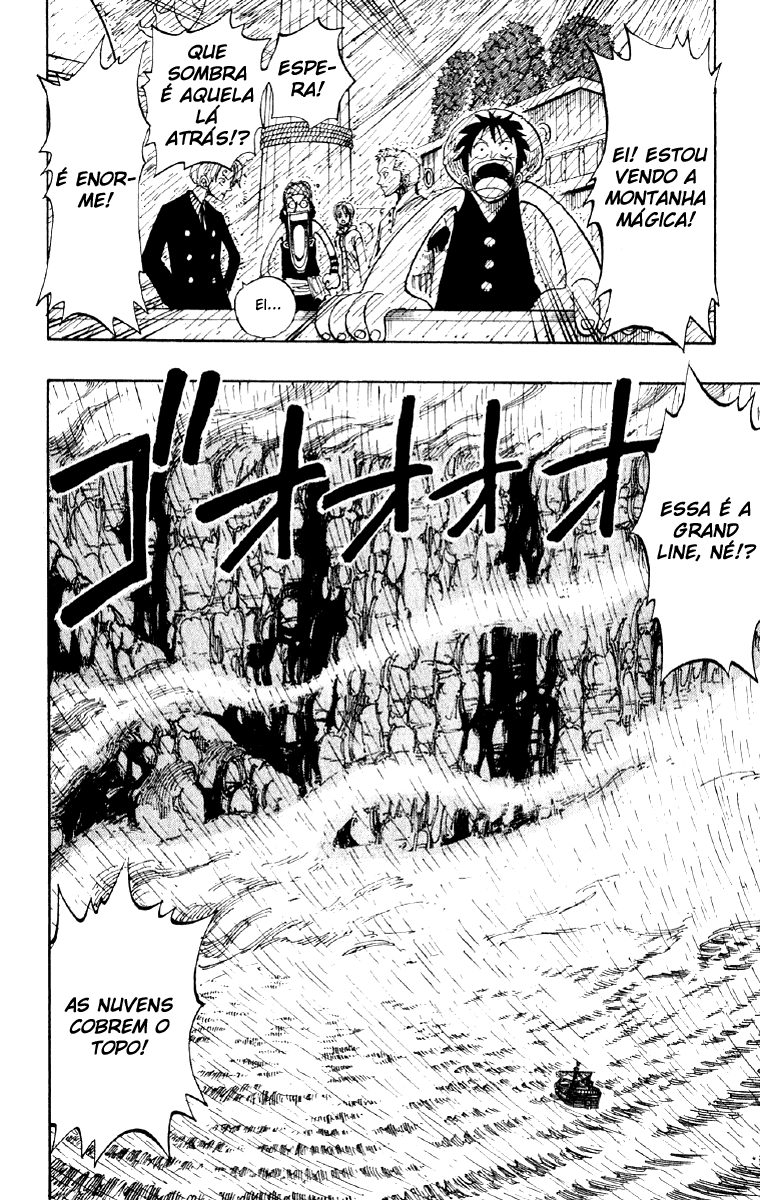 EI! ESTOU
VENDO A
MONTANHA
MÁGICA!
ESPE-
RA!
QUE
SOMBRA
É AQUELA
LÁ
ATRÁS!?
É ENOR-
ME!
EI...
ESSA É A
GRAND
LINE, NÉ!?
ゴオオオオ
AS NUVENS
COBREM O
TOPO!